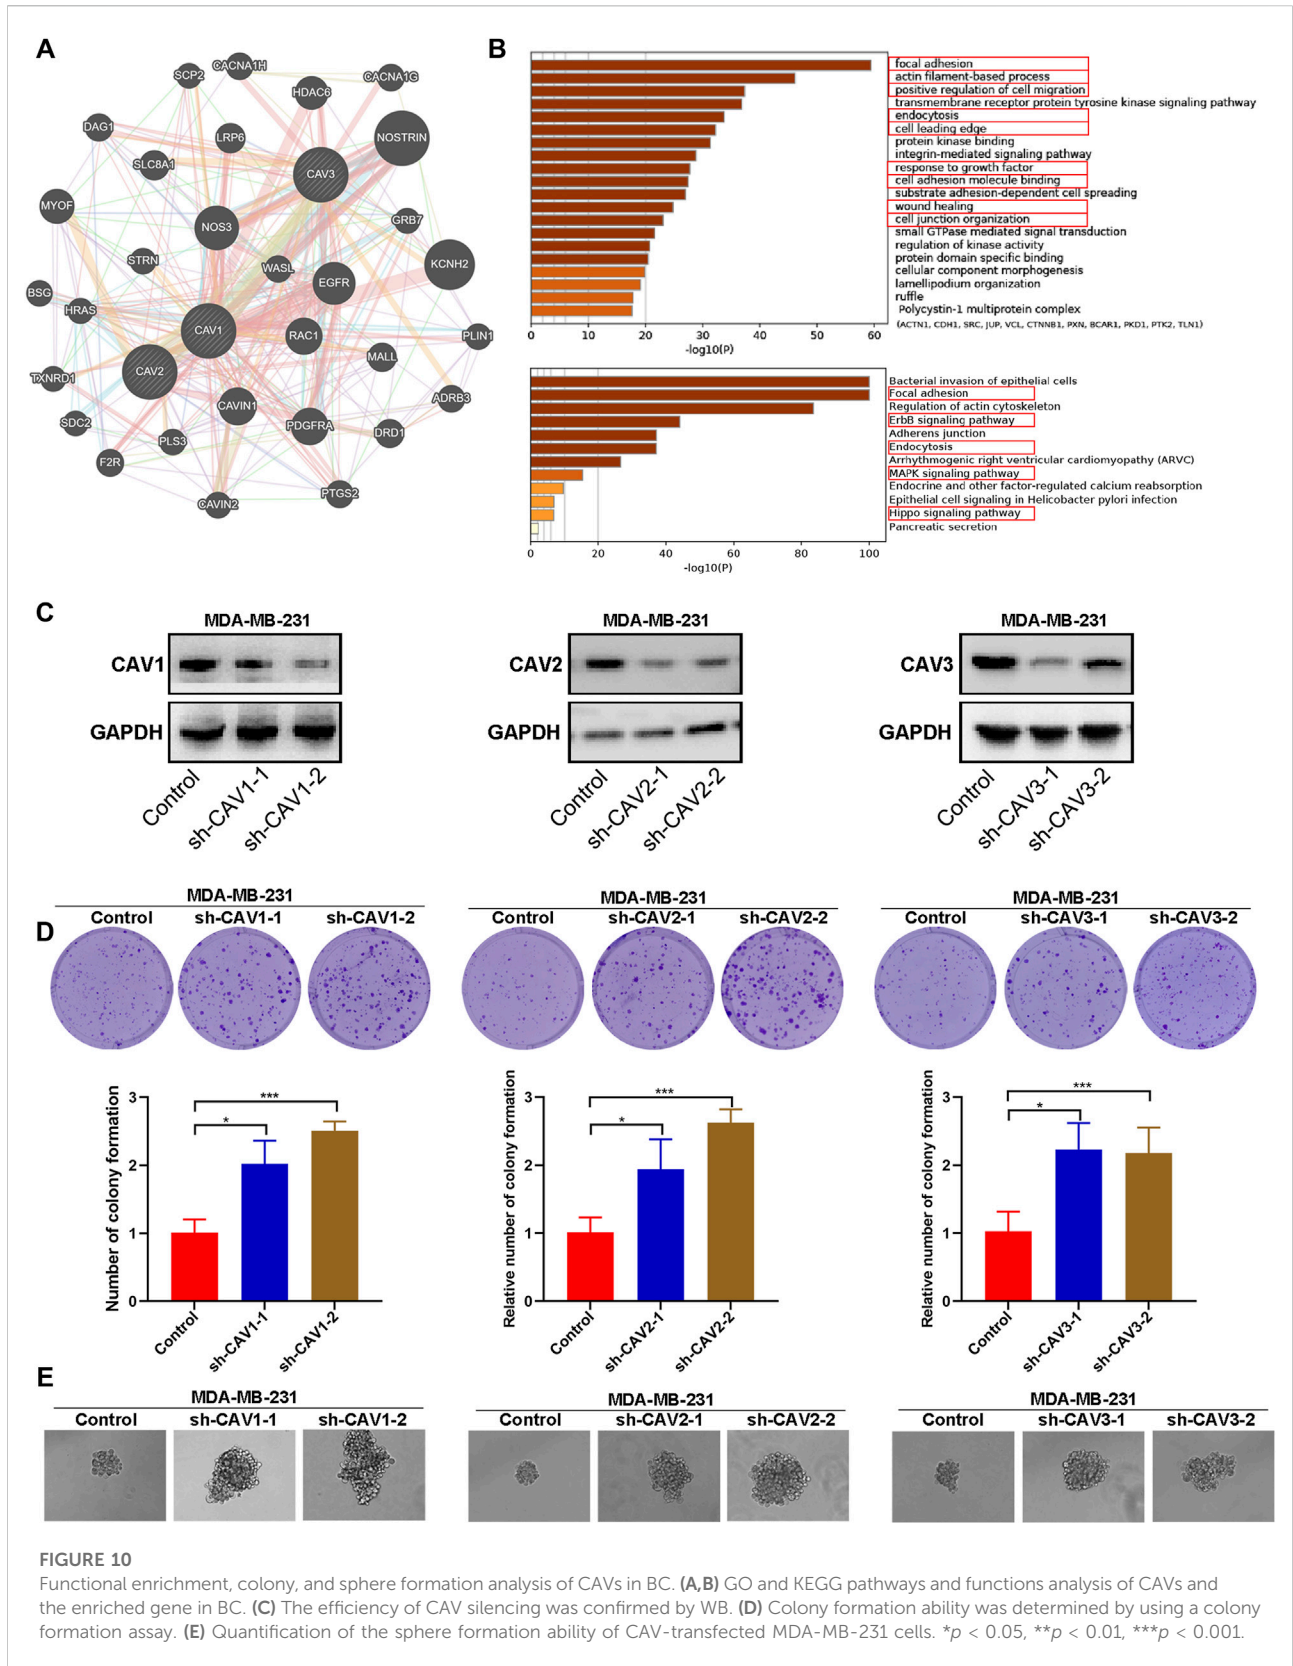 A
CACNA1H
SCP2
CACNA1G
HDAC6
DAG1
LRP6
NOSTRIN
SLC8A1
CAV3
MYOF
NOS3
GRB7
STRN
WASL
KCNH2
EGFR
BSG
HRAS
CAV1
RAC1
PLIN1
MALL
CAV2
TXNRD1
ADRB3
CAVIN1
SDC2
PDGFRA
DRD1
PLS3
F2R
PTGS2
CAVIN2
B
focal adhesion
actin filament-based process
positive regulation of cell migration
transmembrane receptor protein tyrosine kinase signaling pathway
endocytosis
cell leading edge
protein kinase binding
integrin-mediated signaling pathway
response to growth factor
cell adhesion molecule binding
substrate adhesion-dependent cell spreading
wound healing
cell junction organization
small GTPase mediated signal transduction
regulation of kinase activity
protein domain specific binding
cellular component morphogenesis
lamellipodium organization
ruffle
Polycystin-1 multiprotein complex
(ACTN1, CDH1, SRC, JUP, VCL, CTNNB1, PXN, BCAR1, PKD1, PTK2, TLN1)
0 10 20 30 40 50 60
-log10(P)
Bacterial invasion of epithelial cells
Focal adhesion
Regulation of actin cytoskeleton
ErbB signaling pathway
Adherens junction
Endocytosis
Arrhythmogenic right ventricular cardiomyopathy (ARVC)
MAPK signaling pathway
Endocrine and other factor-regulated calcium reabsorption
Epithelial cell signaling in Helicobacter pylori infection
Hippo signaling pathway
Pancreatic secretion
0 20 40 60 80 100
-log10(P)
C
MDA-MB-231
CAV1
GAPDH
Control
sh-CAV1-1
sh-CAV1-2
MDA-MB-231
CAV2
GAPDH
Control
sh-CAV2-1
sh-CAV2-2
MDA-MB-231
CAV3
GAPDH
Control
sh-CAV3-1
sh-CAV3-2
D
MDA-MB-231
Control sh-CAV1-1 sh-CAV1-2
MDA-MB-231
Control sh-CAV2-1 sh-CAV2-2
MDA-MB-231
Control sh-CAV3-1 sh-CAV3-2
Number of colony formation
3
2
1
0
*
***
Control
sh-CAV1-1
sh-CAV1-2
Relative number of colony formation
3
2
1
0
*
***
Control
sh-CAV2-1
sh-CAV2-2
Relative number of colony formation
3
2
1
0
*
***
Control
sh-CAV3-1
sh-CAV3-2
E
MDA-MB-231
Control sh-CAV1-1 sh-CAV1-2
MDA-MB-231
Control sh-CAV2-1 sh-CAV2-2
MDA-MB-231
Control sh-CAV3-1 sh-CAV3-2
FIGURE 10
Functional enrichment, colony, and sphere formation analysis of CAVs in BC. (A,B) GO and KEGG pathways and functions analysis of CAVs and
the enriched gene in BC. (C) The efficiency of CAV silencing was confirmed by WB. (D) Colony formation ability was determined by using a colony
formation assay. (E) Quantification of the sphere formation ability of CAV-transfected MDA-MB-231 cells. *p < 0.05, **p < 0.01, ***p < 0.001.